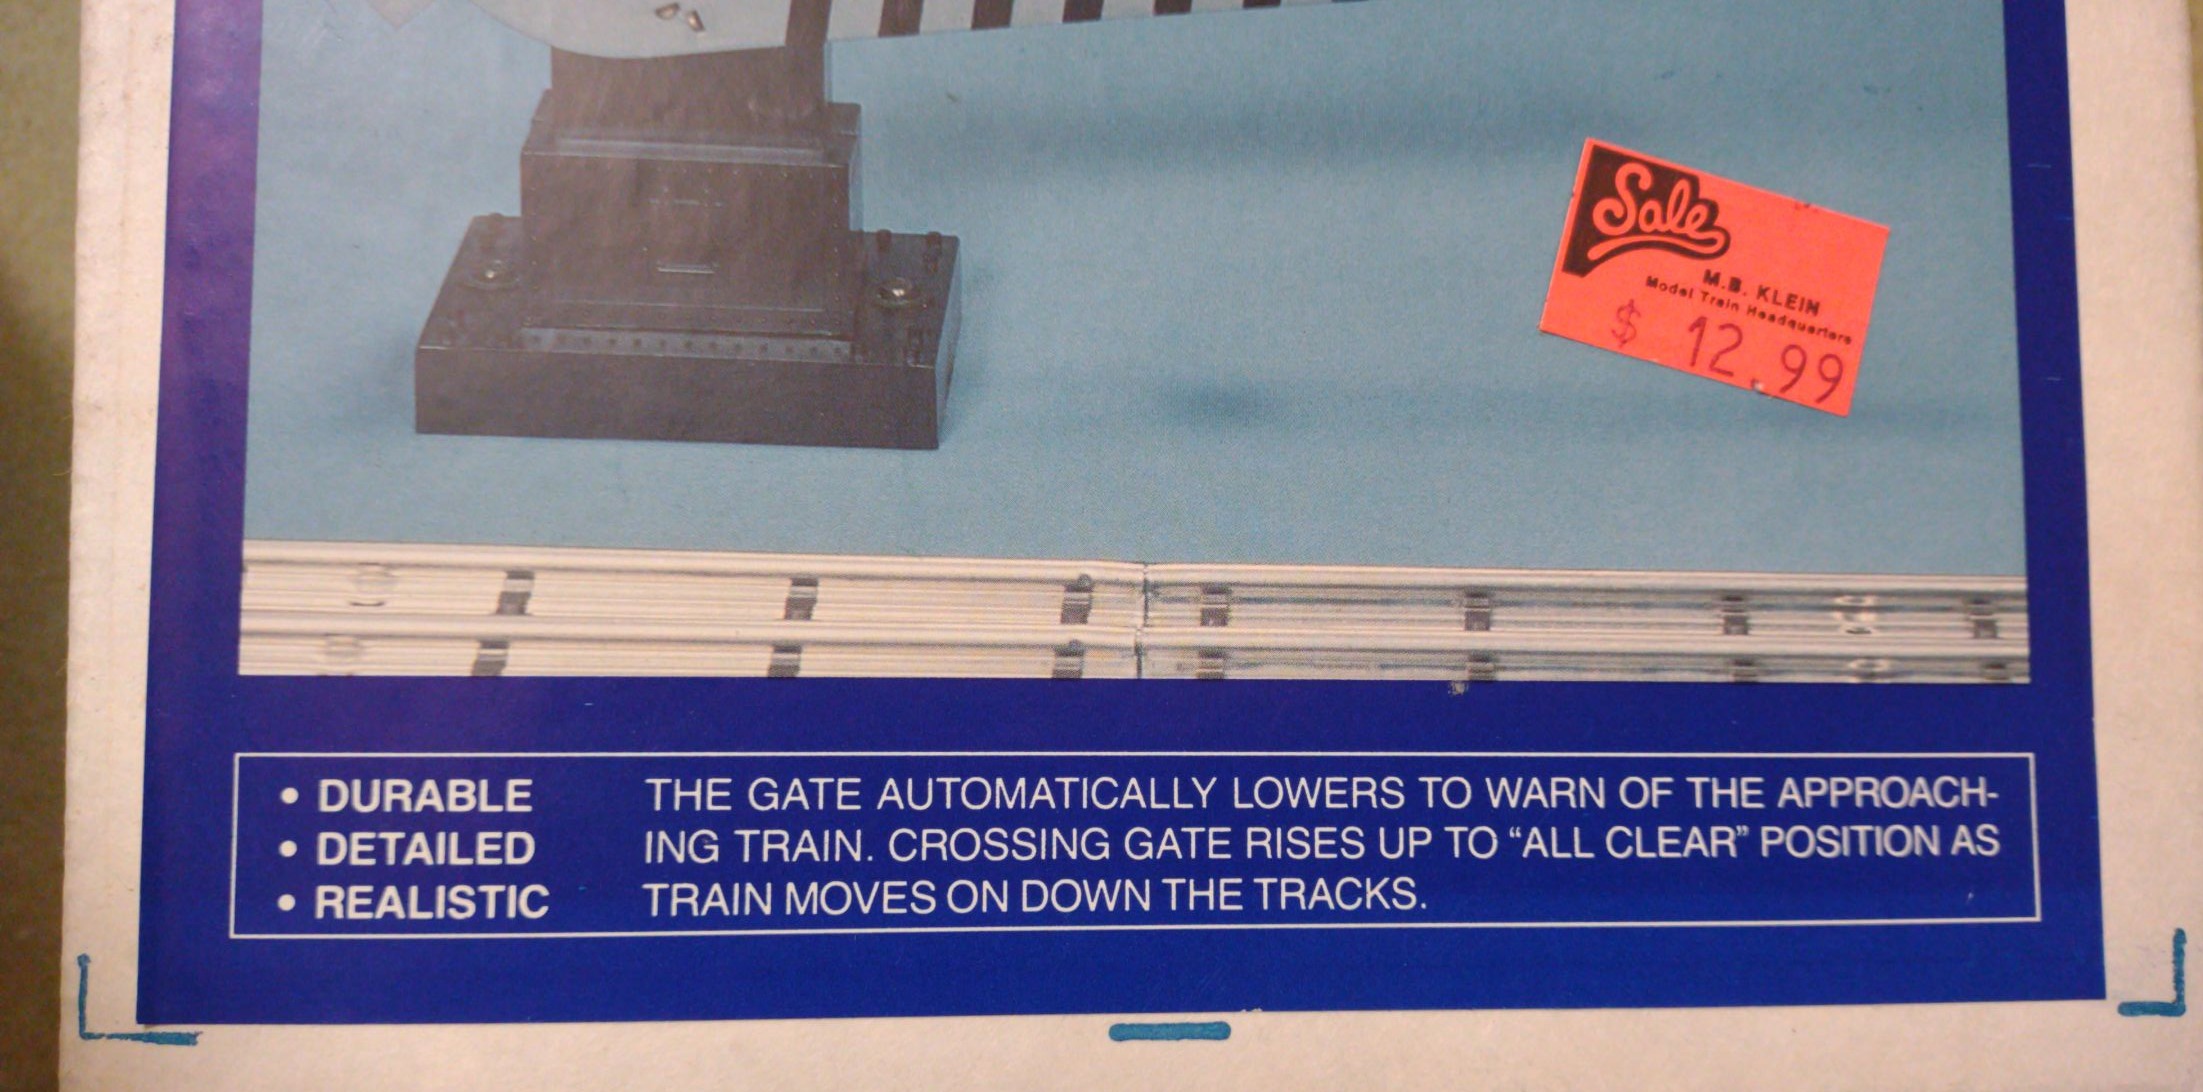 Sale
M.B. KLEIN
Model Train Headquarters
$ 12.99
• DURABLE
• DETAILED
• REALISTIC
THE GATE AUTOMATICALLY LOWERS TO WARN OF THE APPROACH-
ING TRAIN. CROSSING GATE RISES UP TO “ALL CLEAR” POSITION AS
TRAIN MOVES ON DOWN THE TRACKS.